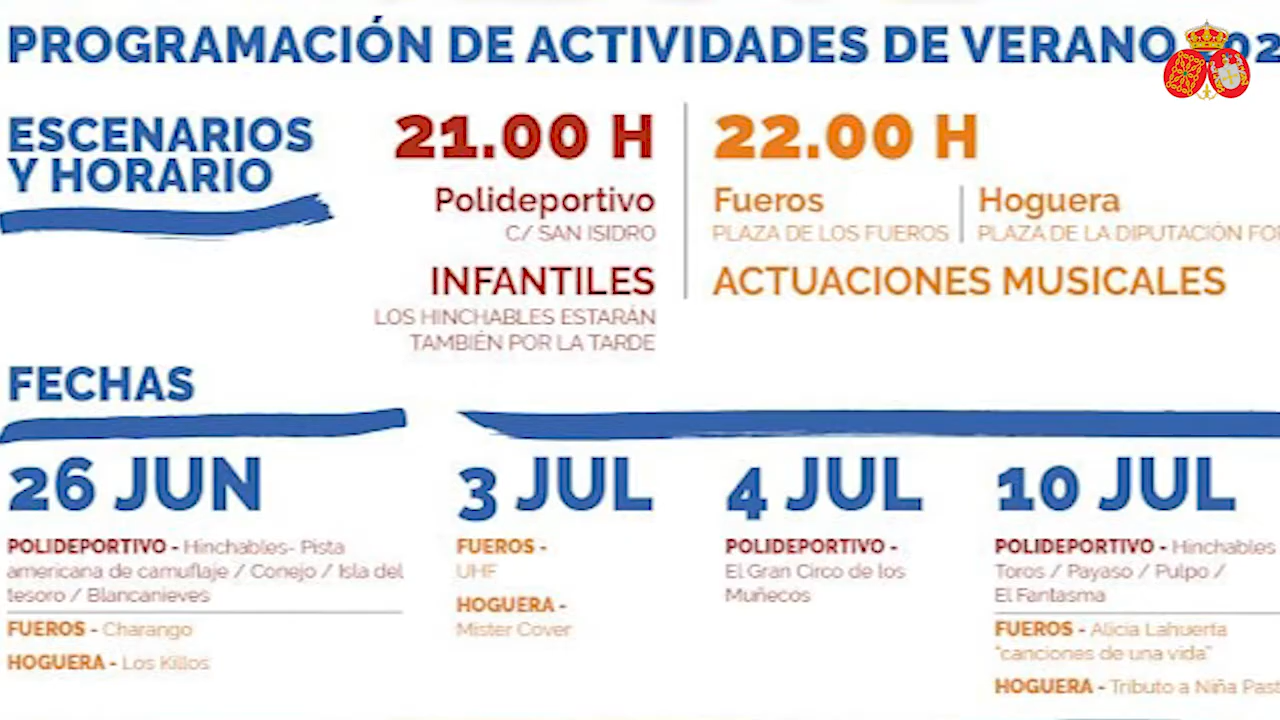 PROGRAMACIÓN DE ACTIVIDADES DE VERANO
ESCENARIOS
Y HORARIO
21.00 H
Polideportivo
C/ SAN ISIDRO
INFANTILES
LOS HINCHABLES ESTARÁN
TAMBIÉN POR LA TARDE
22.00 H
Fueros
PLAZA DE LOS FUEROS
Hoguera
PLAZA DE LA DIPUTACIÓN
ACTUACIONES MUSICALES
FECHAS
26 JUN
POLIDEPORTIVO - Hinchables- Pista
americana de camuflaje / Conejo / Isla del
tesoro / Blancanieves
FUEROS - Charango
HOGUERA - Los Killos
3 JUL
FUEROS -
UHF
HOGUERA -
Mister Cover
4 JUL
POLIDEPORTIVO -
El Gran Circo de los
Muñecos
10 JUL
POLIDEPORTIVO - Hinchables
Toros / Payaso / Pulpo /
El Fantasma
FUEROS - Alicia Lahuerta
"canciones de una vida"
HOGUERA - Tributo a Niña